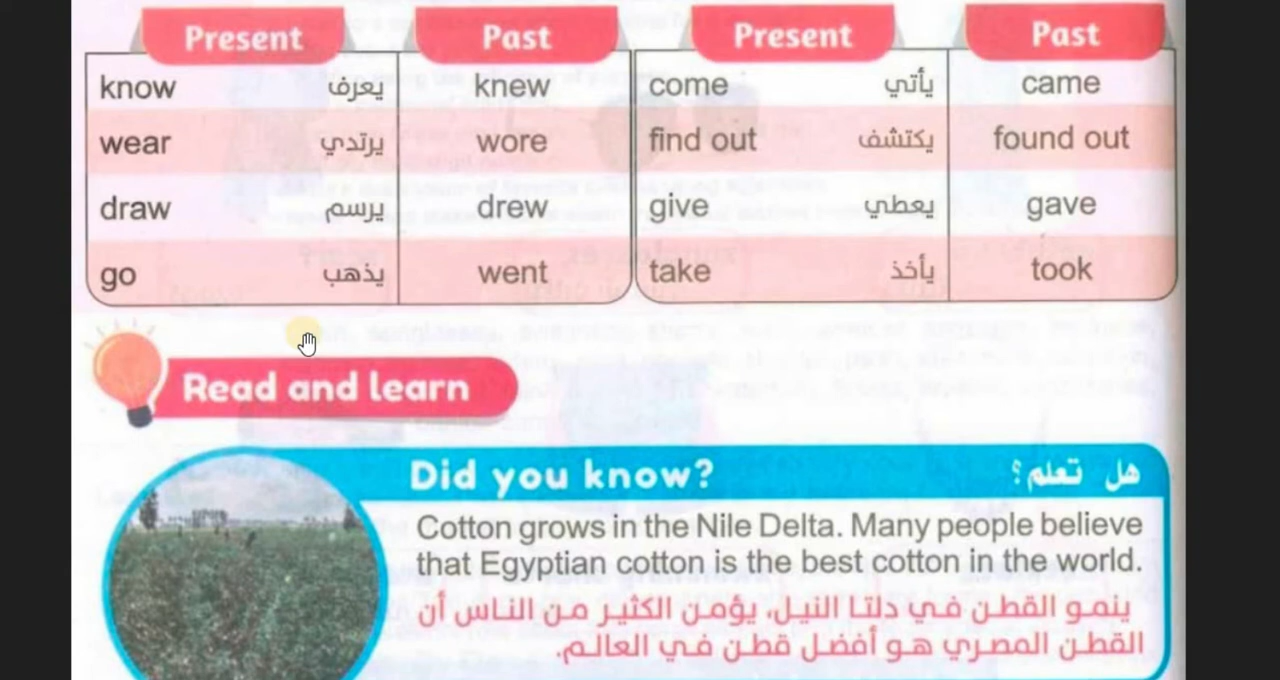 Present Past Present Past
know يعرف knew come يأتي came
wear يرتدي wore find out يكتشف found out
draw يرسم drew give يعطي gave
go يذهب went take يأخذ took
Read and learn
Did you know? هل تعلم؟
Cotton grows in the Nile Delta. Many people believe
that Egyptian cotton is the best cotton in the world.
ينمو القطن في دلتا النيل، يؤمن الكثير من الناس أن
القطن المصري هو أفضل قطن في العالم.